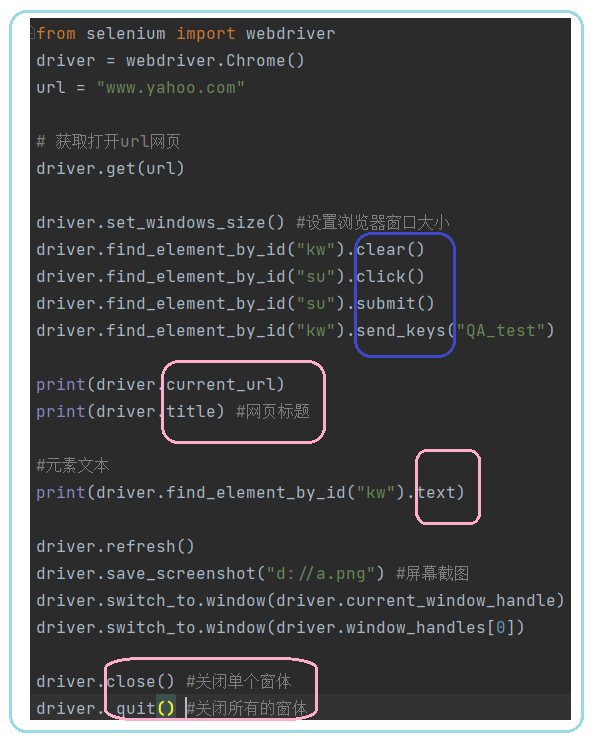 from selenium import webdriver
driver = webdriver.Chrome()
url = "www.yahoo.com"
# 获取打开url网页
driver.get(url)
driver.set_windows_size() #设置浏览器窗口大小
driver.find_element_by_id("kw").clear()
driver.find_element_by_id("su").click()
driver.find_element_by_id("su").submit()
driver.find_element_by_id("kw").send_keys("QA_test")
print(driver.current_url)
print(driver.title) #网页标题
#元素文本
print(driver.find_element_by_id("kw").text)
driver.refresh()
driver.save_screenshot("d://a.png") #屏幕截图
driver.switch_to.window(driver.current_window_handle)
driver.switch_to.window(driver.window_handles[0])
driver.close() #关闭单个窗体
driver. quit() #关闭所有的窗体